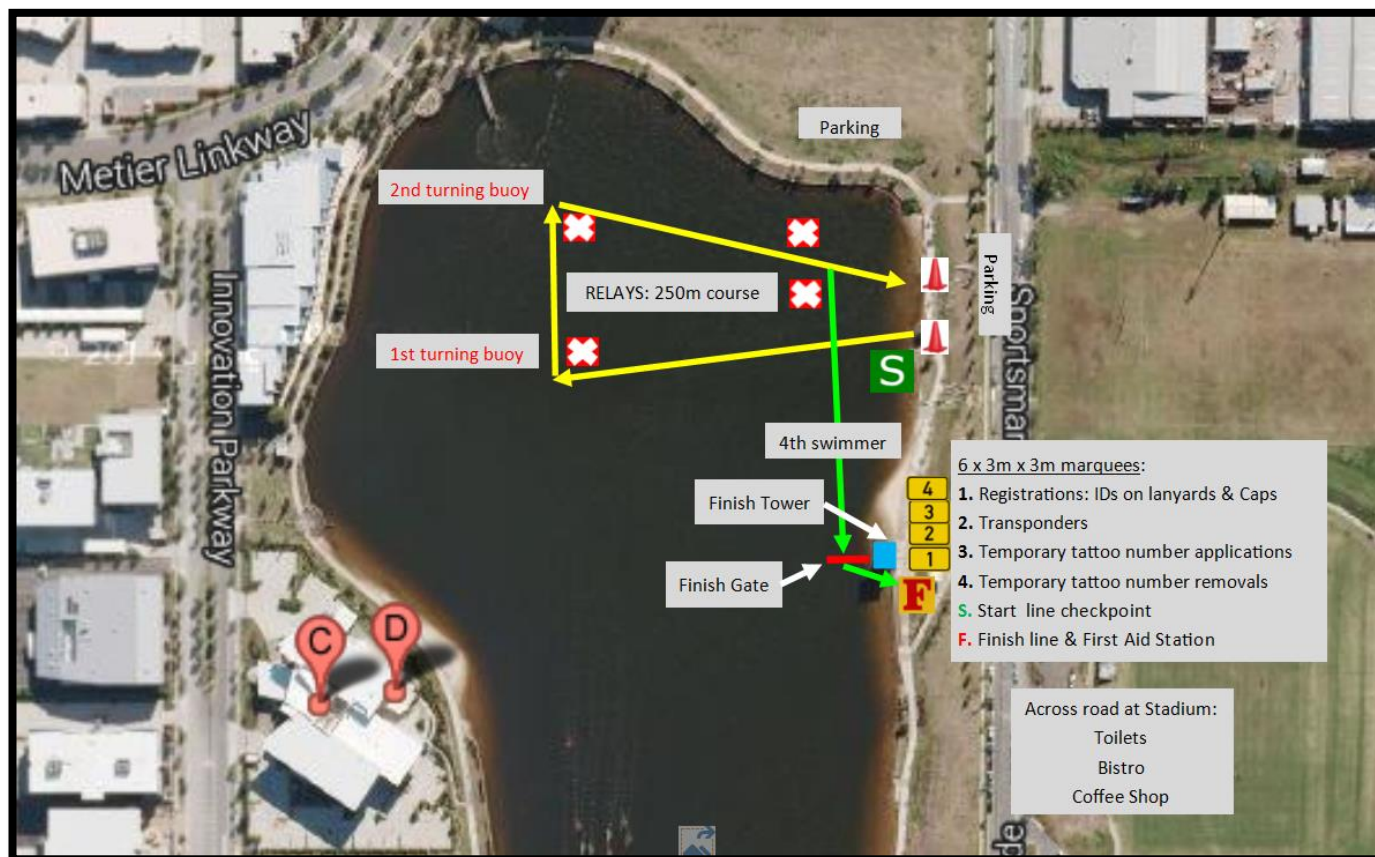 Metier Linkway
Parking
2nd turning buoy
RELAYS: 250m course
Parking
1st turning buoy
S
Innovation Parkway
Sportsman
4th swimmer
Finish Tower
Finish Gate
4
3
2
1
F
6 x 3m x 3m marquees:
1. Registrations: IDs on lanyards & Caps
2. Transponders
3. Temporary tattoo number applications
4. Temporary tattoo number removals
S. Start line checkpoint
F. Finish line & First Aid Station
C
D
Across road at Stadium:
Toilets
Bistro
Coffee Shop
de